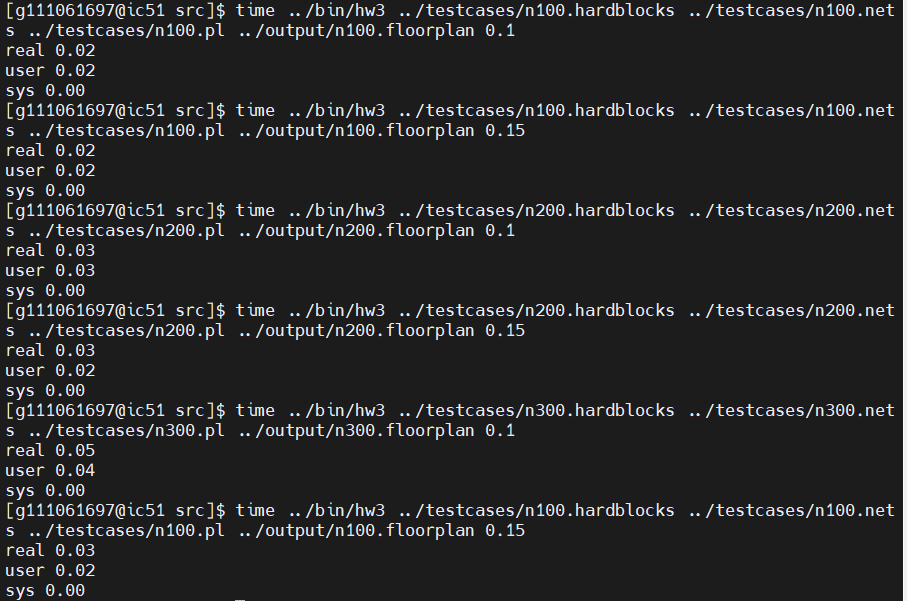 [g111061697@ic51 src]$ time ../bin/hw3 ../testcases/n100.hardblocks ../testcases/n100.net
s ../testcases/n100.pl ../output/n100.floorplan 0.1
real 0.02
user 0.02
sys 0.00
[g111061697@ic51 src]$ time ../bin/hw3 ../testcases/n100.hardblocks ../testcases/n100.net
s ../testcases/n100.pl ../output/n100.floorplan 0.15
real 0.02
user 0.02
sys 0.00
[g111061697@ic51 src]$ time ../bin/hw3 ../testcases/n200.hardblocks ../testcases/n200.net
s ../testcases/n200.pl ../output/n200.floorplan 0.1
real 0.03
user 0.03
sys 0.00
[g111061697@ic51 src]$ time ../bin/hw3 ../testcases/n200.hardblocks ../testcases/n200.net
s ../testcases/n200.pl ../output/n200.floorplan 0.15
real 0.03
user 0.02
sys 0.00
[g111061697@ic51 src]$ time ../bin/hw3 ../testcases/n300.hardblocks ../testcases/n300.net
s ../testcases/n300.pl ../output/n300.floorplan 0.1
real 0.05
user 0.04
sys 0.00
[g111061697@ic51 src]$ time ../bin/hw3 ../testcases/n100.hardblocks ../testcases/n100.net
s ../testcases/n100.pl ../output/n100.floorplan 0.15
real 0.03
user 0.02
sys 0.00